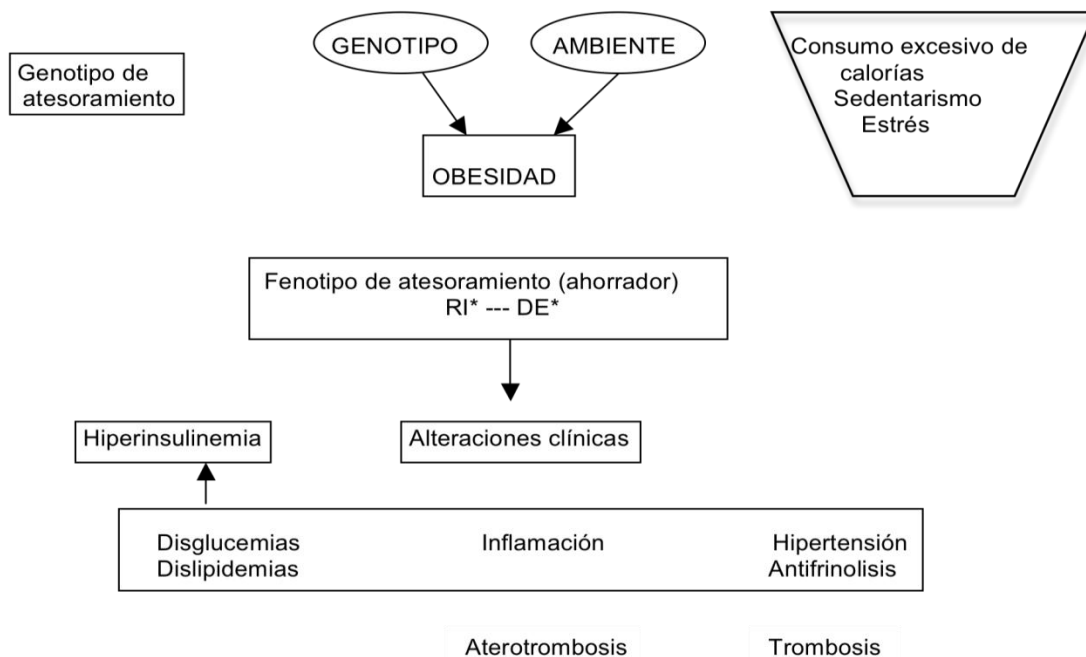 GENOTIPO
AMBIENTE
Consumo excesivo de
calorías
Sedentarismo
Estrés
Genotipo de
atesoramiento
OBESIDAD
Fenotipo de atesoramiento (ahorrador)
RI* --- DE*
Hiperinsulinemia
Alteraciones clínicas
Disglucemias Inflamación Hipertensión
Dislipidemias Antifrinolisis
Aterotrombosis Trombosis